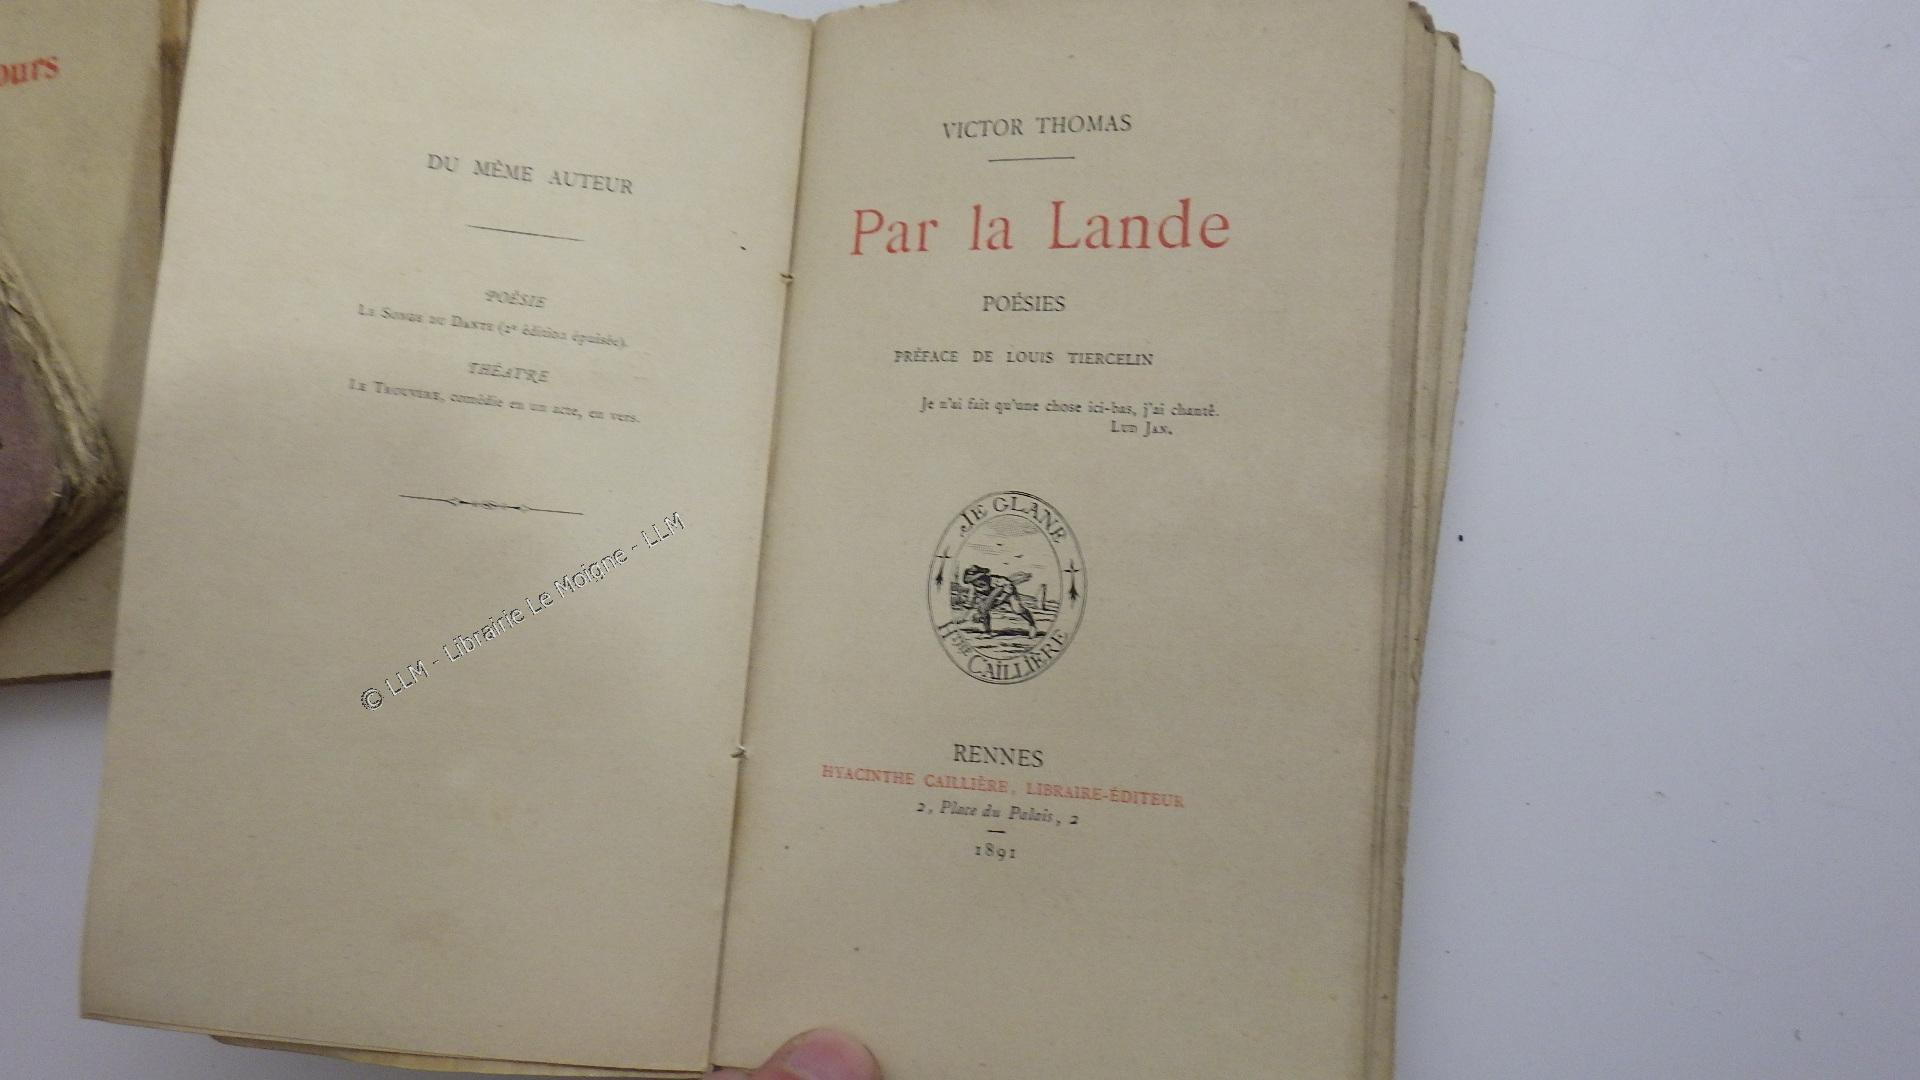 ours
DU MÊME AUTEUR
POÉSIE
LE SONGE DU DANTE (2e édition épuisée).
THÉATRE
LE TROUVÈRE, comédie en un acte, en vers.
© LLM - Librairie Le Moigne - LLM
VICTOR THOMAS
Par la Lande
POÉSIES
PRÉFACE DE LOUIS TIERCELIN
Je n'ai fait qu'une chose ici-bas, j'ai chanté.
LUD JAN.
JE GLANE
HTHE CAILLIÈRE
RENNES
HYACINTHE CAILLIÈRE, LIBRAIRE-ÉDITEUR
2, Place du Palais, 2
1891